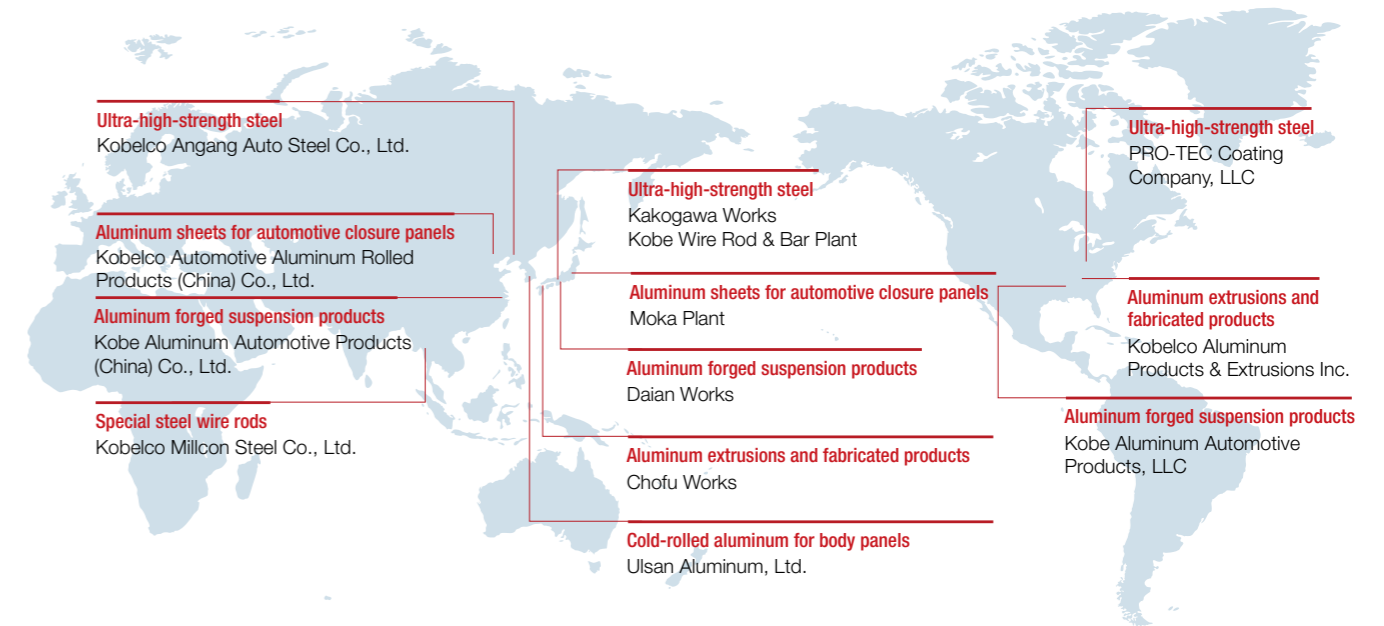 Ultra-high-strength steel
Kobelco Angang Auto Steel Co., Ltd.
Aluminum sheets for automotive closure panels
Kobelco Automotive Aluminum Rolled
Products (China) Co., Ltd.
Aluminum forged suspension products
Kobe Aluminum Automotive Products
(China) Co., Ltd.
Special steel wire rods
Kobelco Millcon Steel Co., Ltd.
Ultra-high-strength steel
Kakogawa Works
Kobe Wire Rod & Bar Plant
Aluminum sheets for automotive closure panels
Moka Plant
Aluminum forged suspension products
Daian Works
Aluminum extrusions and fabricated products
Chofu Works
Cold-rolled aluminum for body panels
Ulsan Aluminum, Ltd.
Ultra-high-strength steel
PRO-TEC Coating
Company, LLC
Aluminum extrusions and
fabricated products
Kobelco Aluminum
Products & Extrusions Inc.
Aluminum forged suspension products
Kobe Aluminum Automotive
Products, LLC